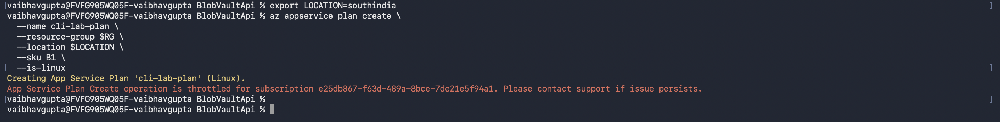 [vaibhavgupta@FVFG905WQ05F-vaibhavgupta BlobVaultApi % export LOCATION=southindia ]
vaibhavgupta@FVFG905WQ05F-vaibhavgupta BlobVaultApi % az appservice plan create \
--name cli-lab-plan \
--resource-group $RG \
--location $LOCATION \
--sku B1 \
[ --is-linux ]
Creating App Service Plan 'cli-lab-plan' (Linux).
App Service Plan Create operation is throttled for subscription e25db867-f63d-489a-8bce-7de21e5f94a1. Please contact support if issue persists.
[vaibhavgupta@FVFG905WQ05F-vaibhavgupta BlobVaultApi % ]
vaibhavgupta@FVFG905WQ05F-vaibhavgupta BlobVaultApi %